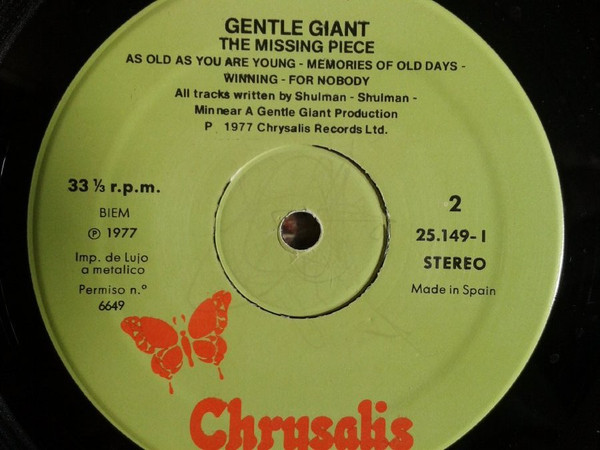 GENTLE GIANT
THE MISSING PIECE
AS OLD AS YOU ARE YOUNG - MEMORIES OF OLD DAYS -
WINNING - FOR NOBODY
All tracks written by Shulman - Shulman -
Minnear A Gentle Giant Production
P 1977 Chrysalis Records Ltd.
33 ⅓ r.p.m.
BIEM
℗ 1977
Imp. de Lujo
a metalico
Permiso n.º
6649
2
25.149-I
STEREO
Made in Spain
Chrysalis